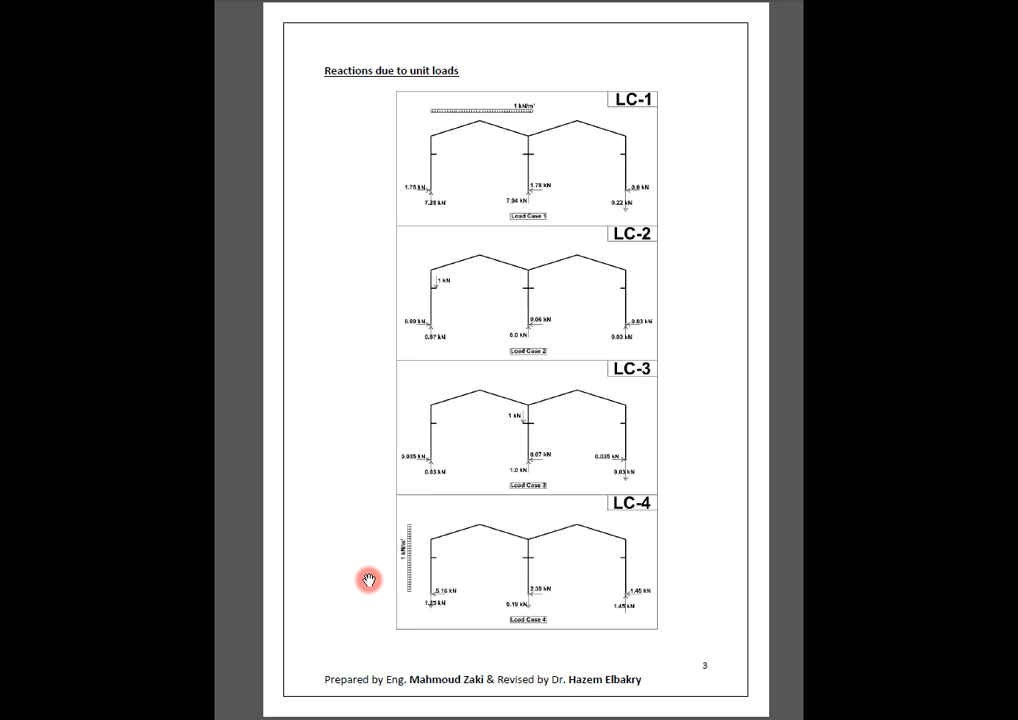 Reactions due to unit loads
LC-1
1 kN/m'
1.78 kN
1.78 kN
0.0 kN
7.28 kN
7.94 kN
0.22 kN
Load Case 1
LC-2
1 kN
0.09 kN
0.06 kN
0.03 kN
0.97 kN
0.0 kN
0.03 kN
Load Case 2
LC-3
1 kN
0.035 kN
0.07 kN
0.035 kN
0.03 kN
1.0 kN
0.03 kN
Load Case 3
LC-4
1 kN/m'
5.16 kN
2.39 kN
1.45 kN
1.25 kN
0.19 kN
1.45 kN
Load Case 4
3
Prepared by Eng. Mahmoud Zaki & Revised by Dr. Hazem Elbakry